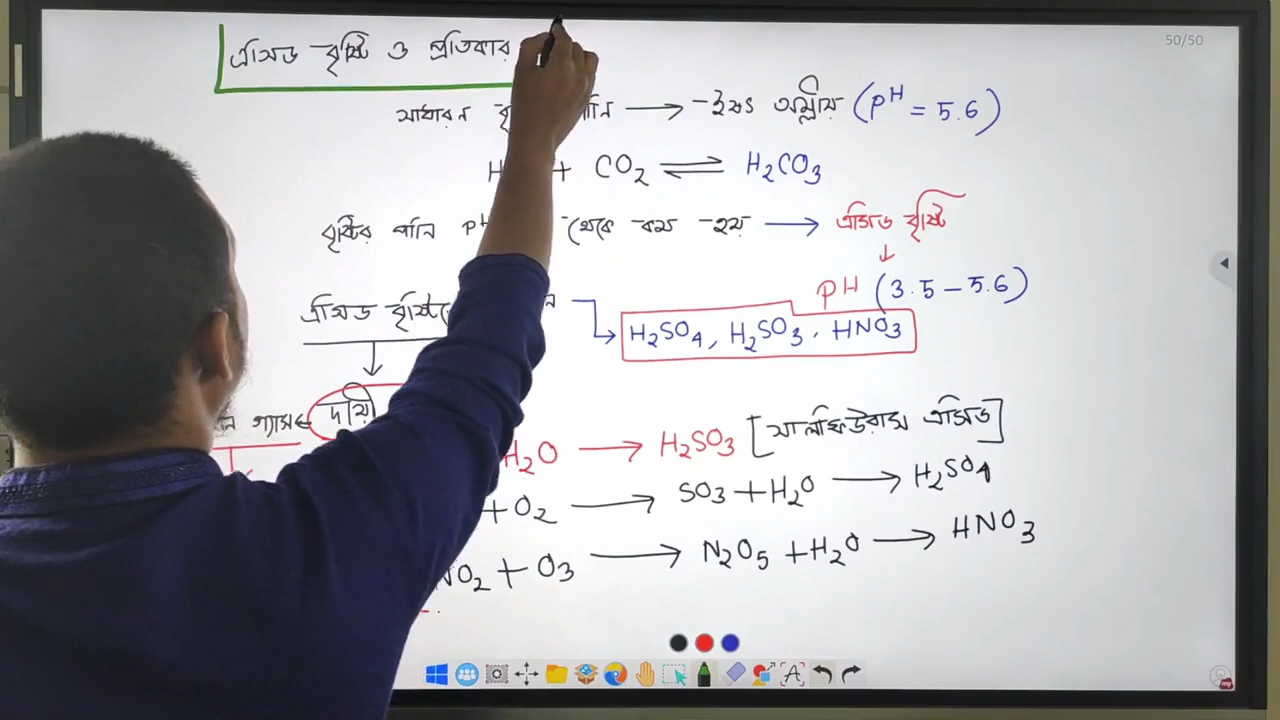 50/50
এসিড বৃষ্টি ও প্রতিকার
সাধারন পানি → অম্লীয় (pH = 5.6)
+ CO2 ⇌ H2CO3
বৃষ্টির পানি pH থেকে কম হয় → এসিড বৃষ্টি
↓
pH (3.5 – 5.6)
এসিড
H2SO4, H2SO3 . HNO3
গ্যাস দায়ী
H2O → H2SO3 [সালফিউরাস এসিড]
+ O2 → SO3 + H2O → H2SO4
NO2 + O3 → N2O5 + H2O → HNO3